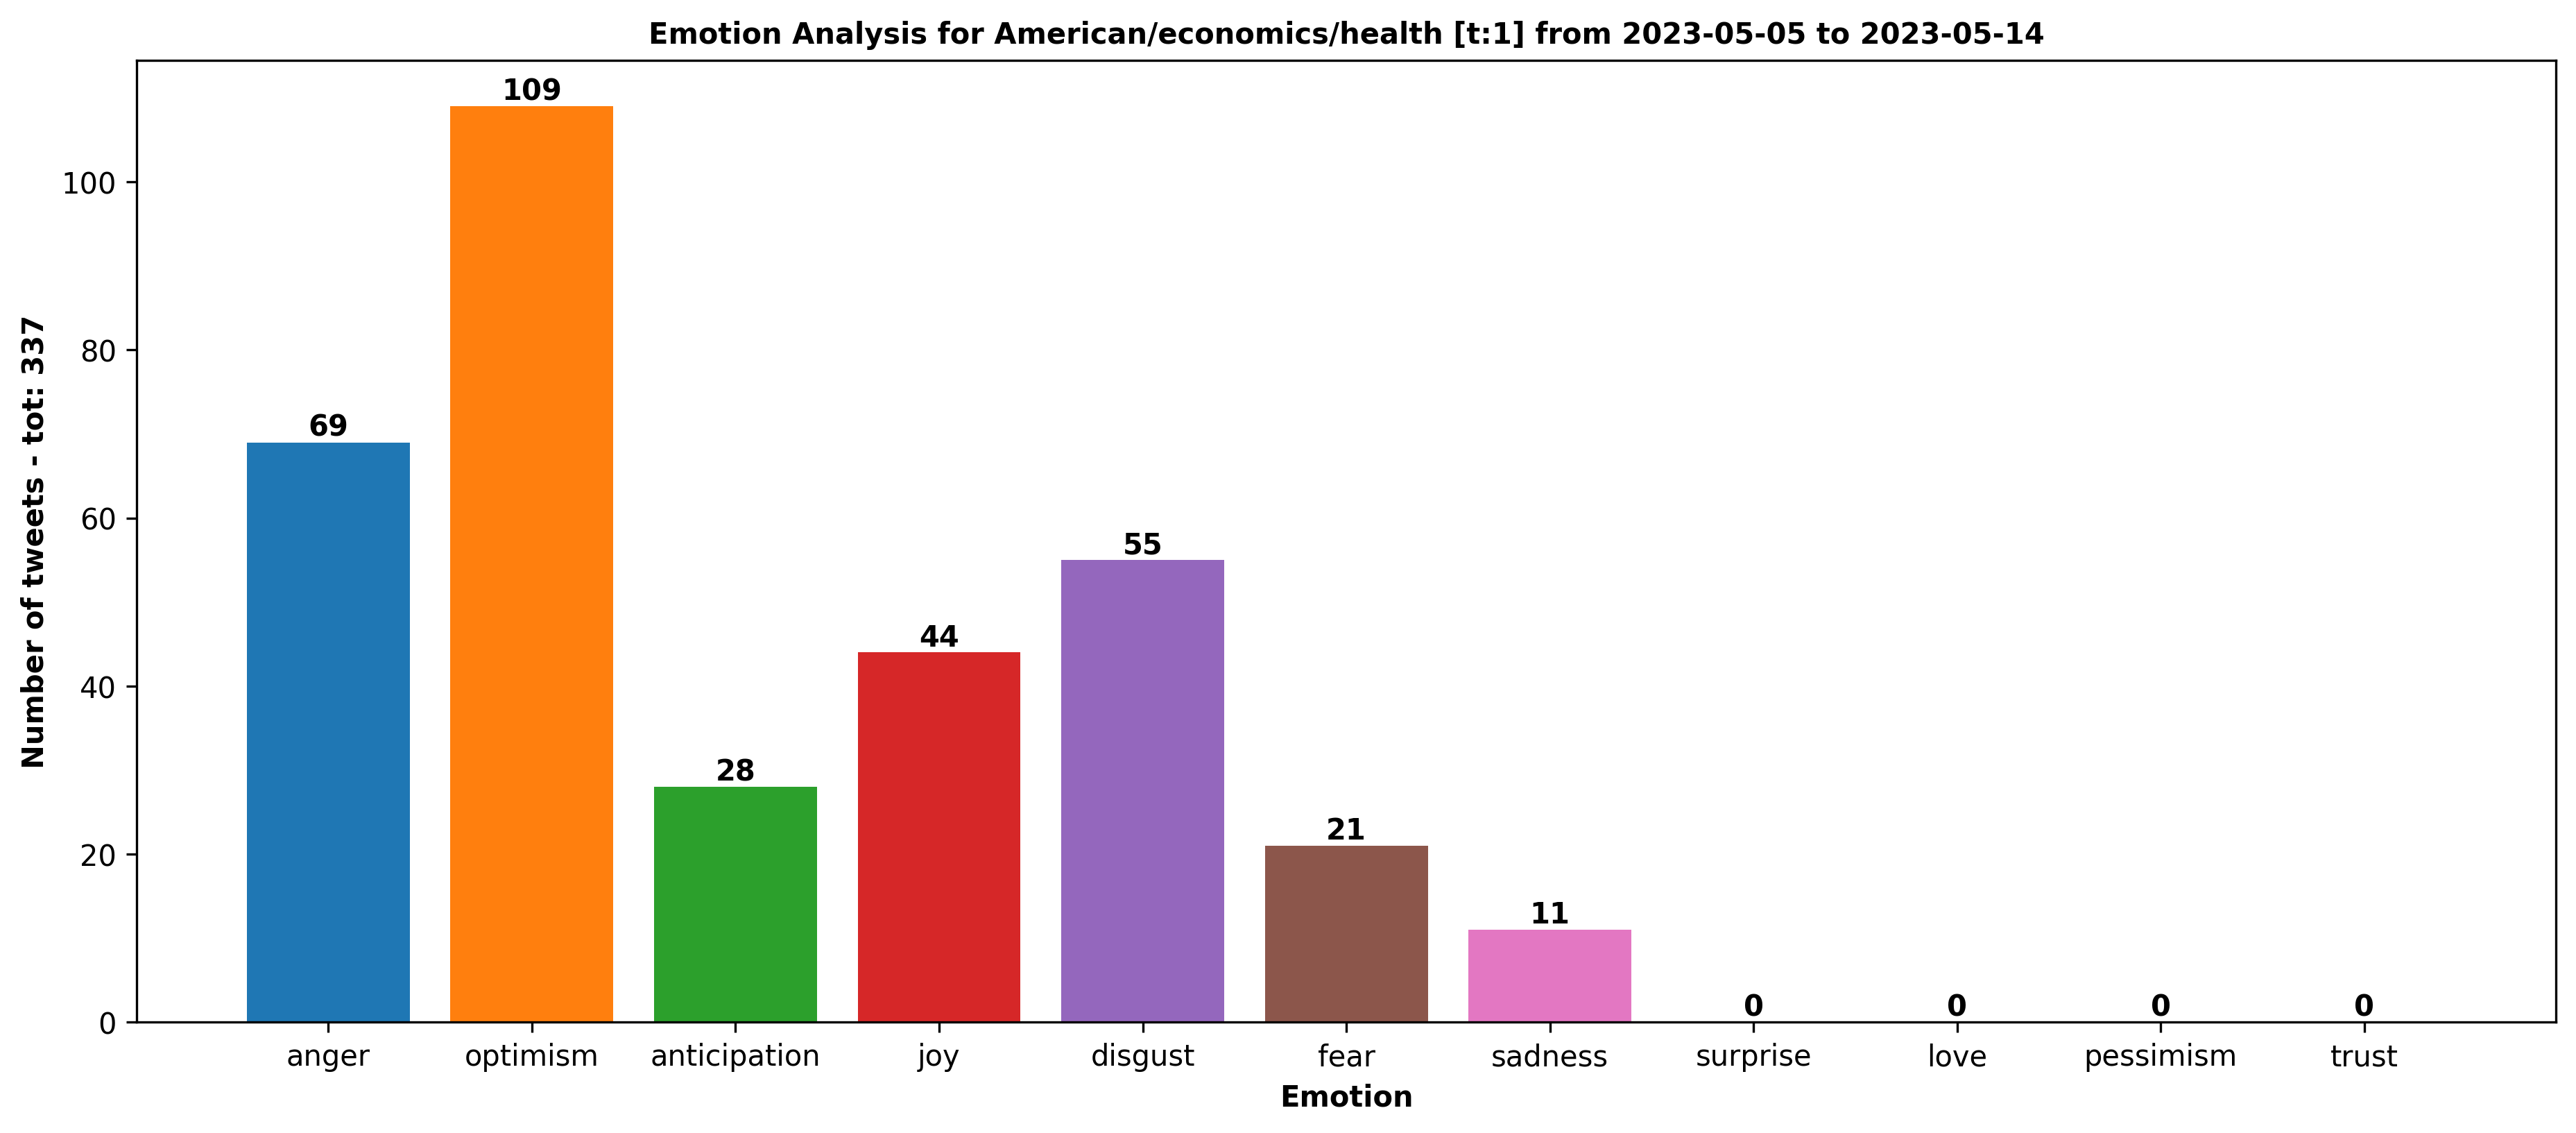 Emotion Analysis for American/economics/health [t:1] from 2023-05-05 to 2023-05-14
Number of tweets - tot: 337
100
80
60
40
20
0
69
109
28
44
55
21
11
0
0
0
0
anger
optimism
anticipation
joy
disgust
fear
sadness
surprise
love
pessimism
trust
Emotion